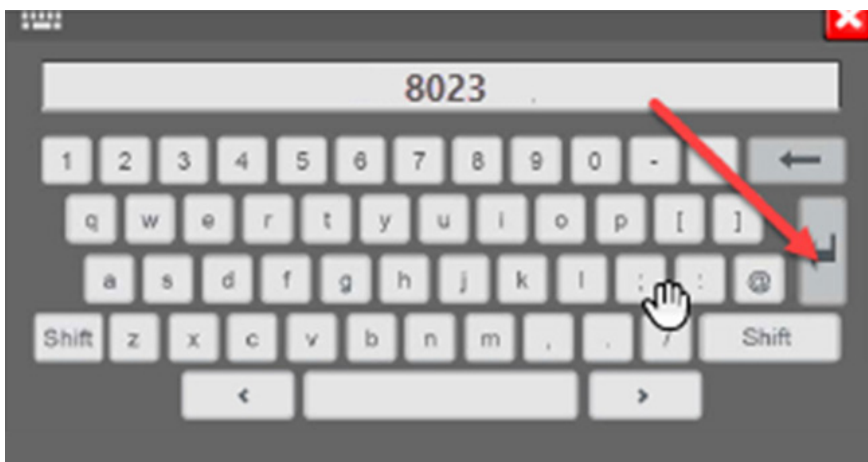 8023
1 2 3 4 5 6 7 8 9 0 -
q w e r t y u i o p [ ]
a s d f g h j k l ; : @
Shift z x c v b n m , . / Shift
< >